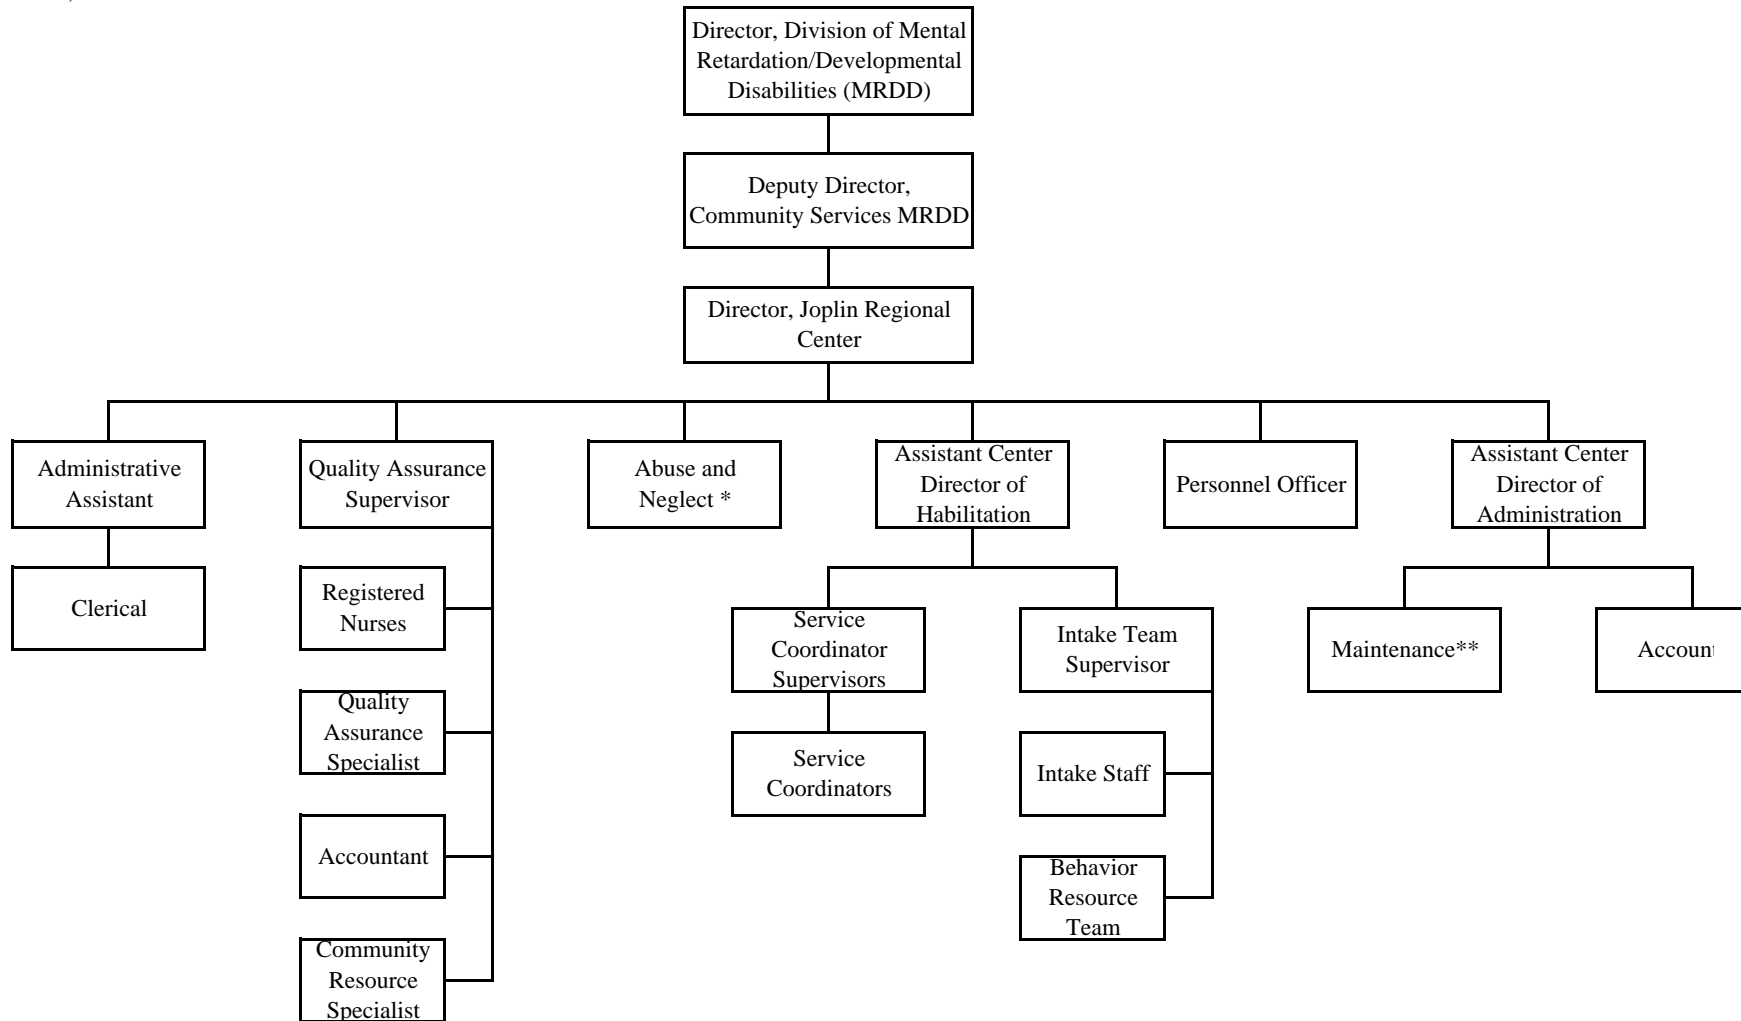 Director, Division of Mental
Retardation/Developmental
Disabilities (MRDD)
Deputy Director,
Community Services MRDD
Director, Joplin Regional
Center
Administrative
Assistant
Quality Assurance
Supervisor
Abuse and
Neglect *
Assistant Center
Director of
Habilitation
Personnel Officer
Assistant Center
Director of
Administration
Clerical
Registered
Nurses
Quality
Assurance
Specialist
Accountant
Community
Resource
Specialist
Service
Coordinator
Supervisors
Service
Coordinators
Intake Team
Supervisor
Intake Staff
Behavior
Resource
Team
Maintenance**